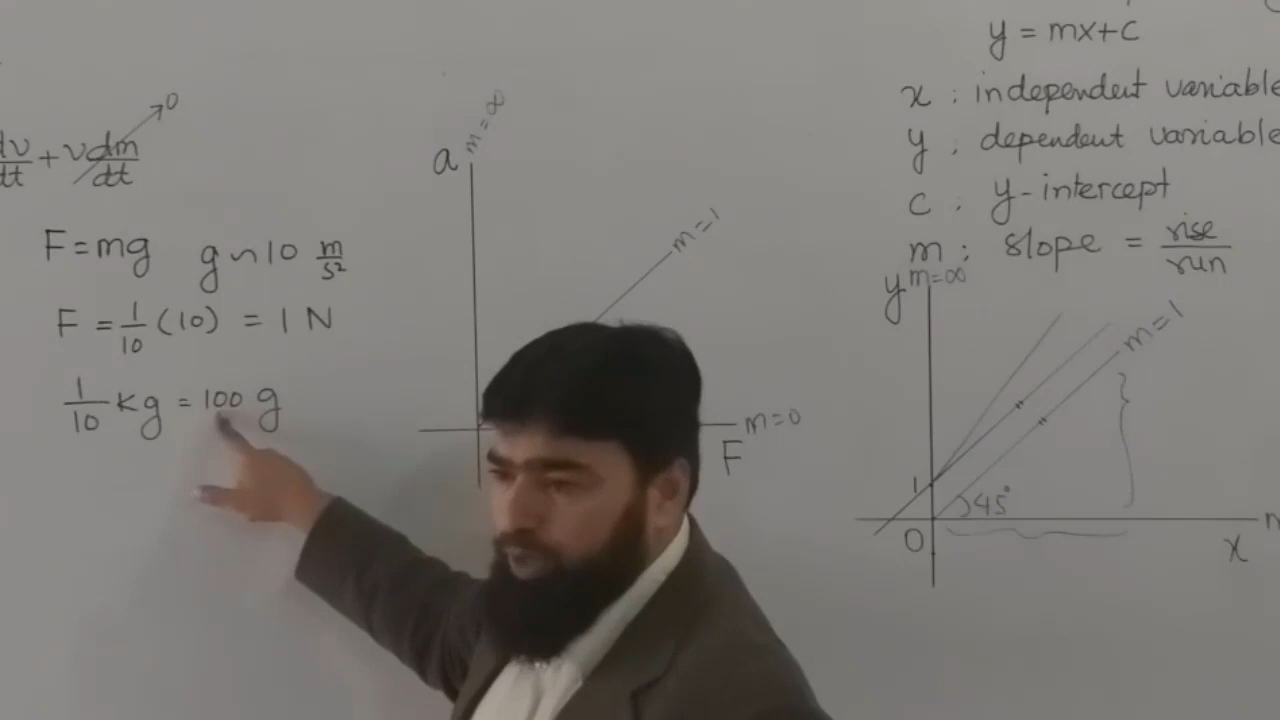 dv/dt + v dm/dt → 0
F = mg g ~ 10 m/s²
F = 1/10 (10) = 1 N
1/10 Kg = 100 g
a m = ∞
m = 1
m = 0
F
y = mx + c
x : independent variable
y : dependent variable
c : y-intercept
m : slope = rise/run
y m = ∞
m = 1
1
45°
0
x